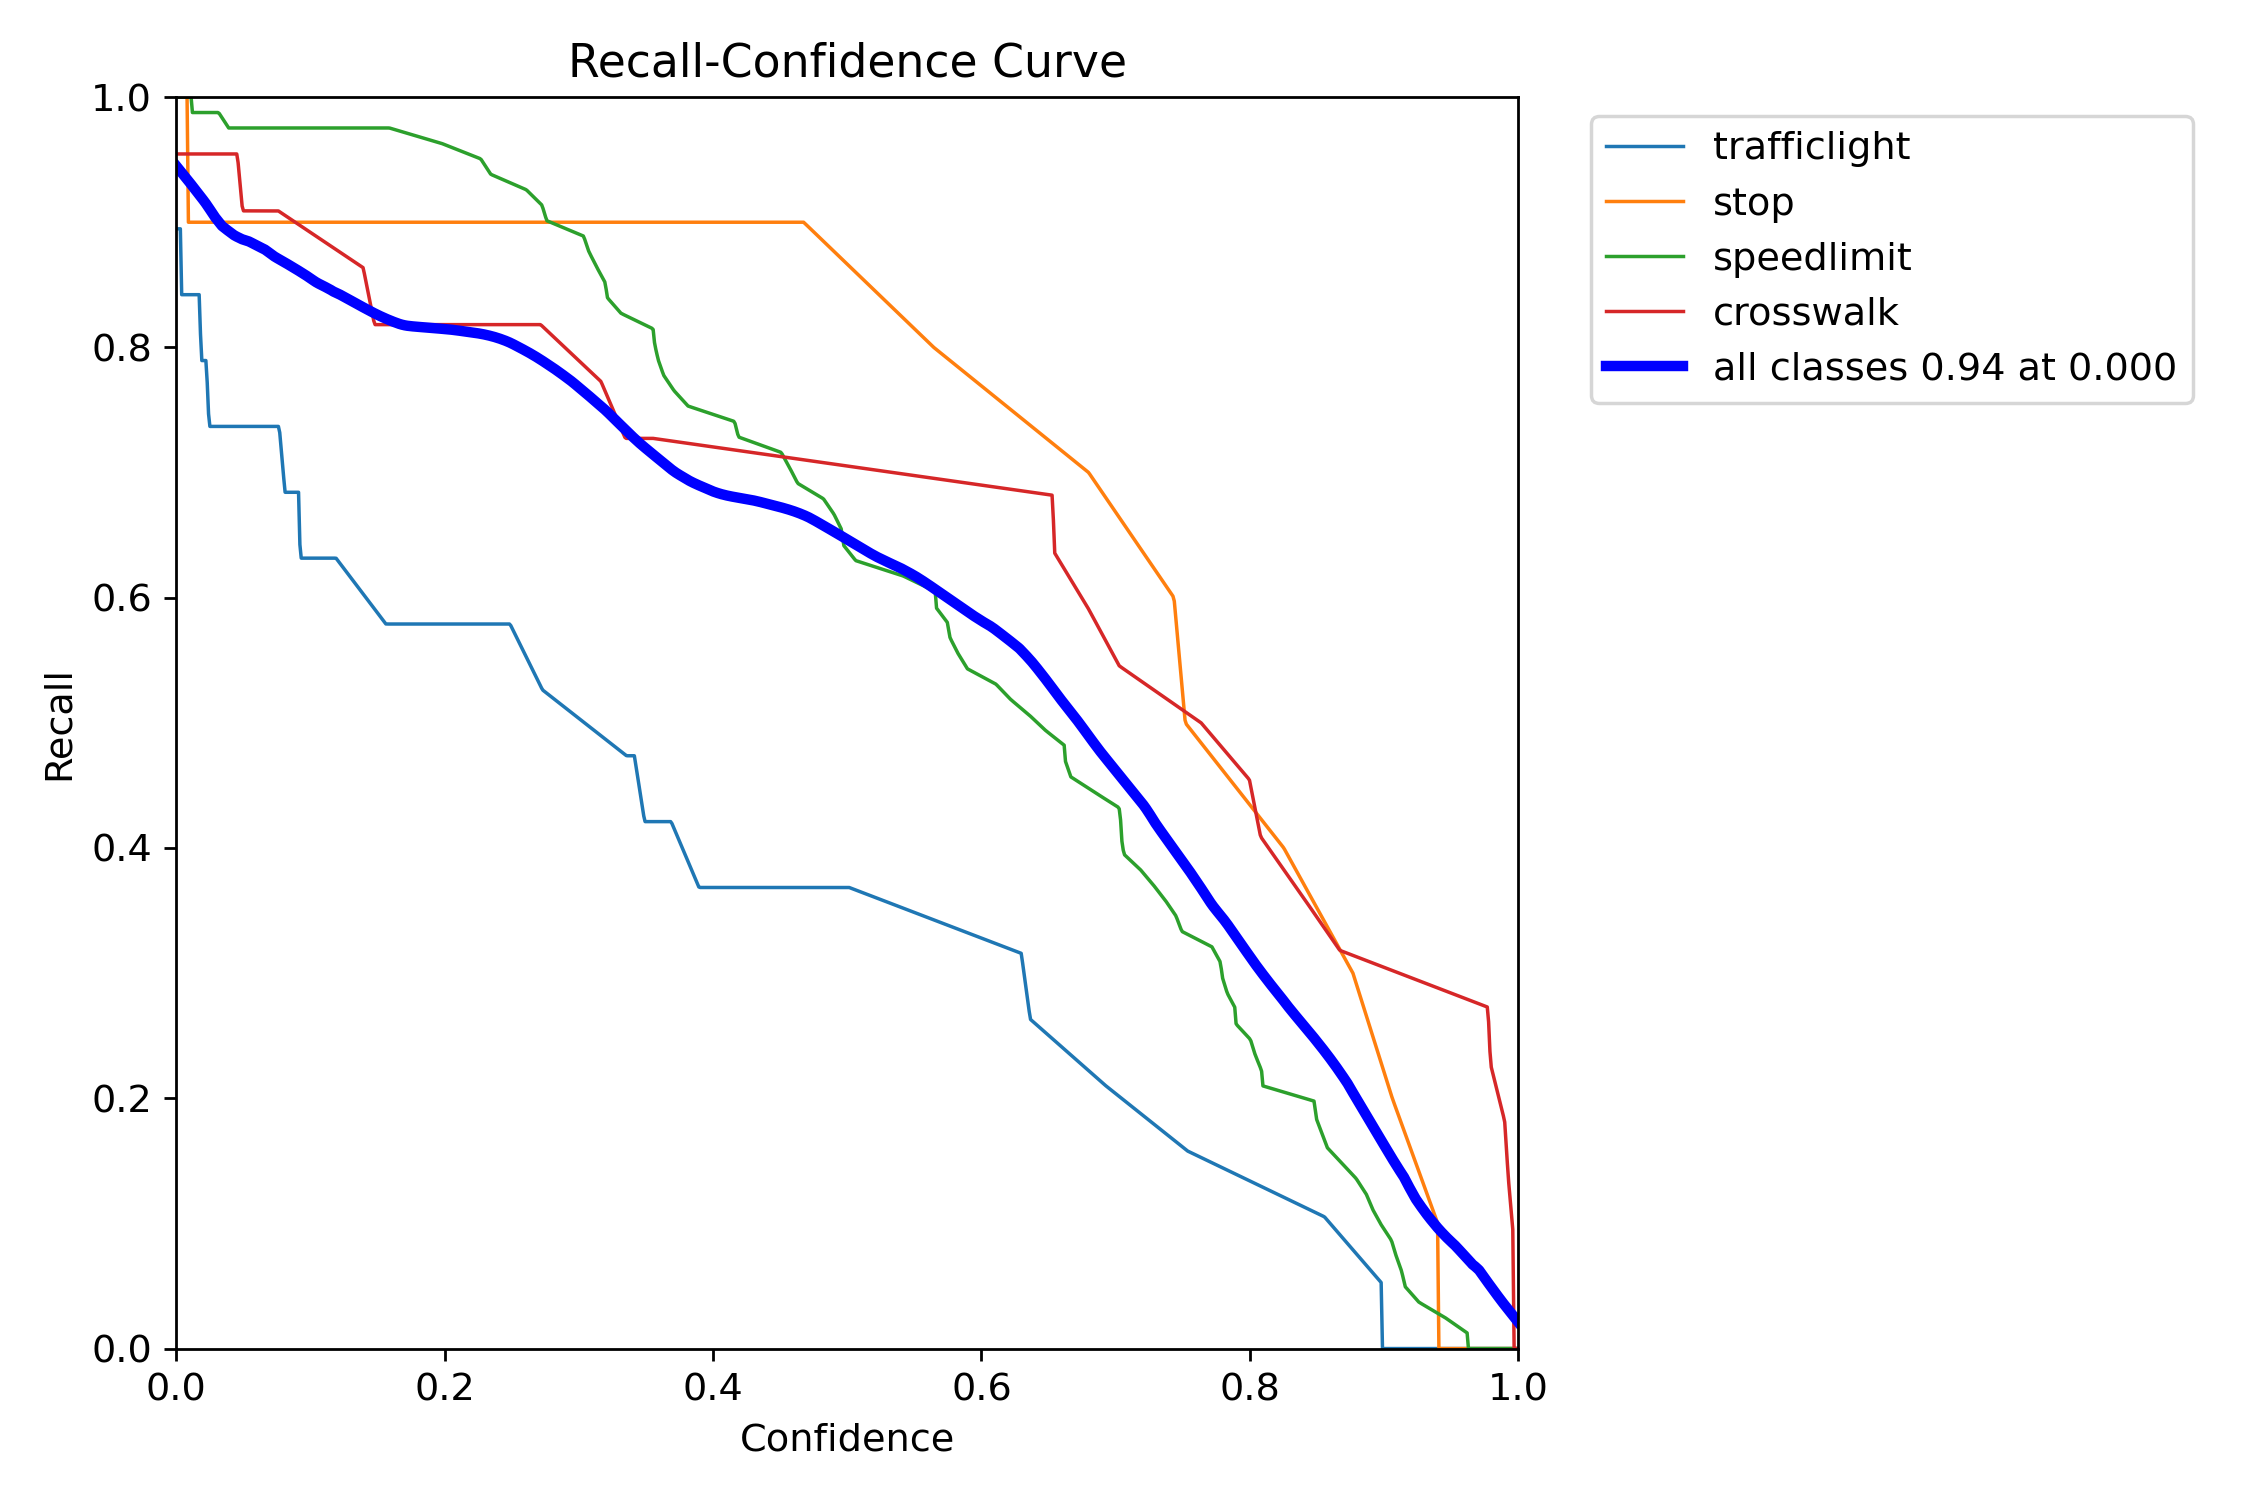 Recall-Confidence Curve
1.0
0.8
0.6
0.4
0.2
0.0
Recall
0.0 0.2 0.4 0.6 0.8 1.0
Confidence
trafficlight
stop
speedlimit
crosswalk
all classes 0.94 at 0.000